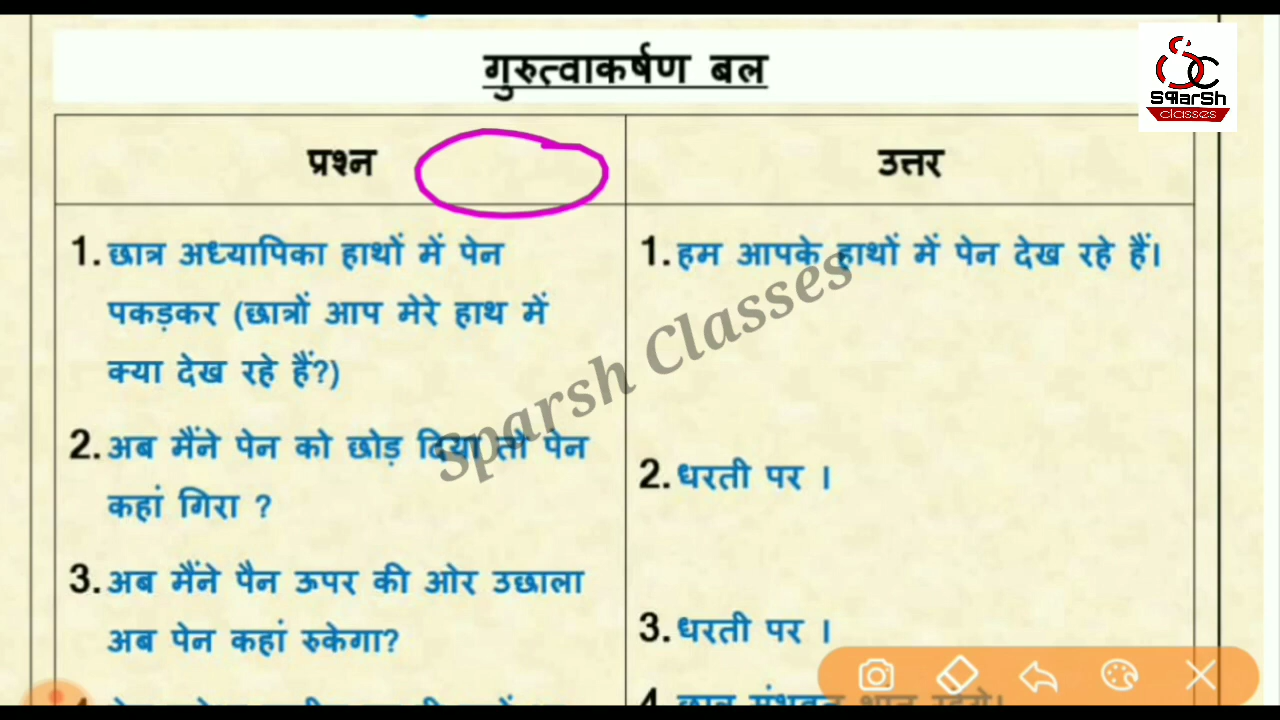 गुरुत्वाकर्षण बल
SপarSh
classes
प्रश्न
उत्तर
1. छात्र अध्यापिका हाथों में पेन
पकड़कर (छात्रों आप मेरे हाथ में
क्या देख रहे हैं?)
1. हम आपके हाथों में पेन देख रहे हैं।
2. अब मैंने पेन को छोड़ दिया तो पेन
कहां गिरा ?
2. धरती पर ।
3. अब मैंने पैन ऊपर की ओर उछाला
अब पेन कहां रुकेगा?
3. धरती पर ।
Sparsh Classes